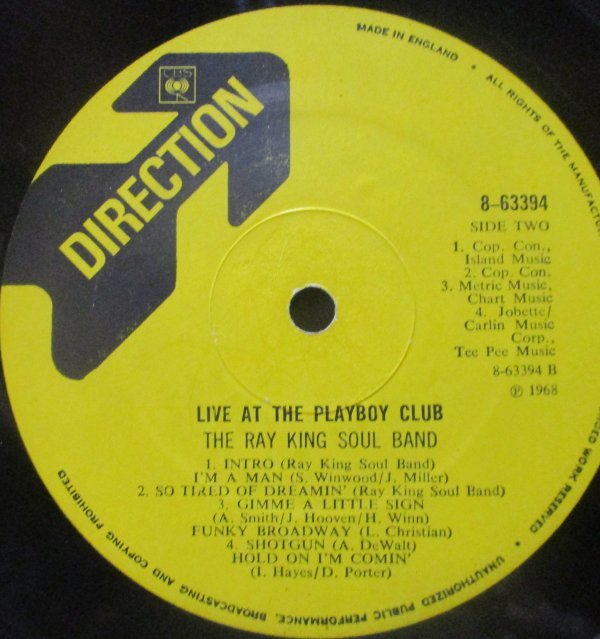 MADE IN ENGLAND • ALL RIGHTS OF THE MANUFACTURE
CBS
DIRECTION
8-63394
SIDE TWO
1. Cop. Con.,
Island Music
2. Cop. Con.
3. Metric Music,
Chart Music
4. Jobette/
Carlin Music
Corp.,
Tee Pee Music
8-63394 B
℗ 1968
LIVE AT THE PLAYBOY CLUB
THE RAY KING SOUL BAND
1. INTRO (Ray King Soul Band)
I'M A MAN (S. Winwood/J. Miller)
2. SO TIRED OF DREAMIN' (Ray King Soul Band)
3. GIMME A LITTLE SIGN
(A. Smith/J. Hooven/H. Winn)
FUNKY BROADWAY (L. Christian)
4. SHOTGUN (A. DeWalt)
HOLD ON I'M COMIN'
(I. Hayes/D. Porter)
WORK RESERVED • UNAUTHORIZED PUBLIC PERFORMANCE, BROADCASTING AND COPYING PROHIBITED